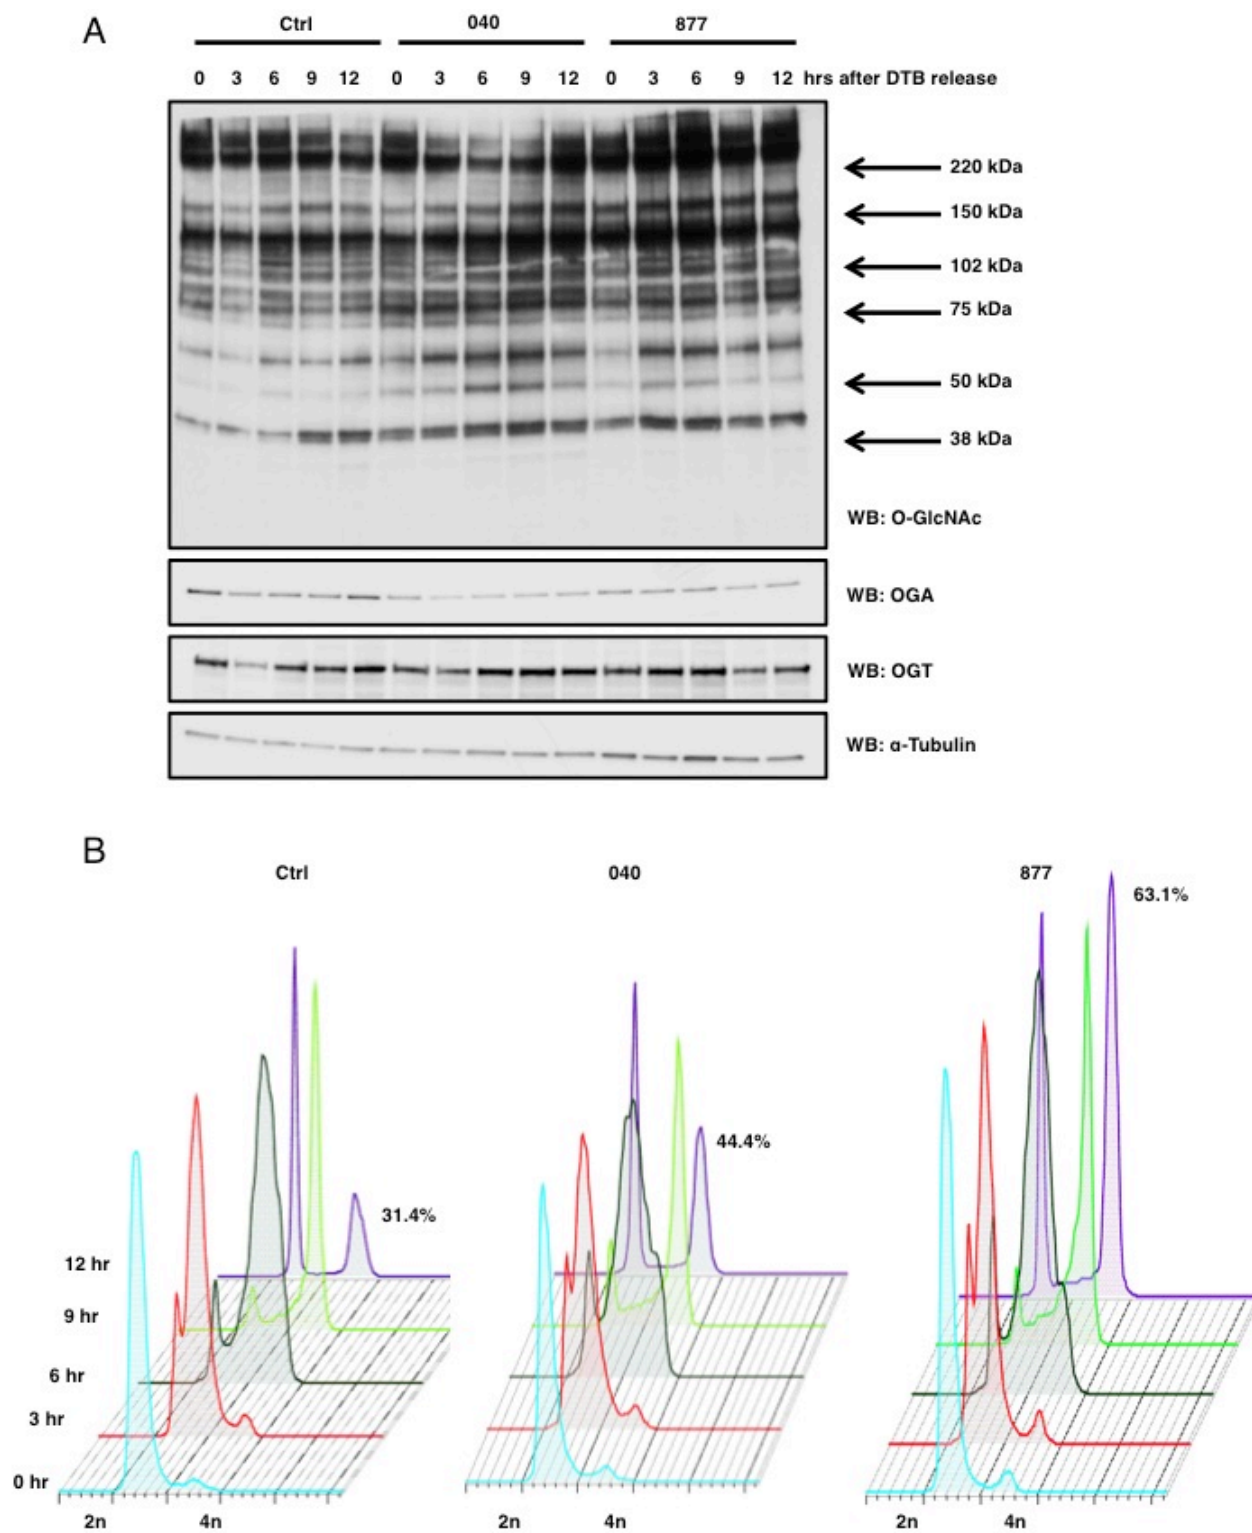 A
Ctrl 040 877
0 3 6 9 12 0 3 6 9 12 0 3 6 9 12 hrs after DTB release
220 kDa
150 kDa
102 kDa
75 kDa
50 kDa
38 kDa
WB: O-GlcNAc
WB: OGA
WB: OGT
WB: α-Tubulin
B
Ctrl 040 877
63.1%
44.4%
31.4%
12 hr
9 hr
6 hr
3 hr
0 hr
2n 4n 2n 4n 2n 4n